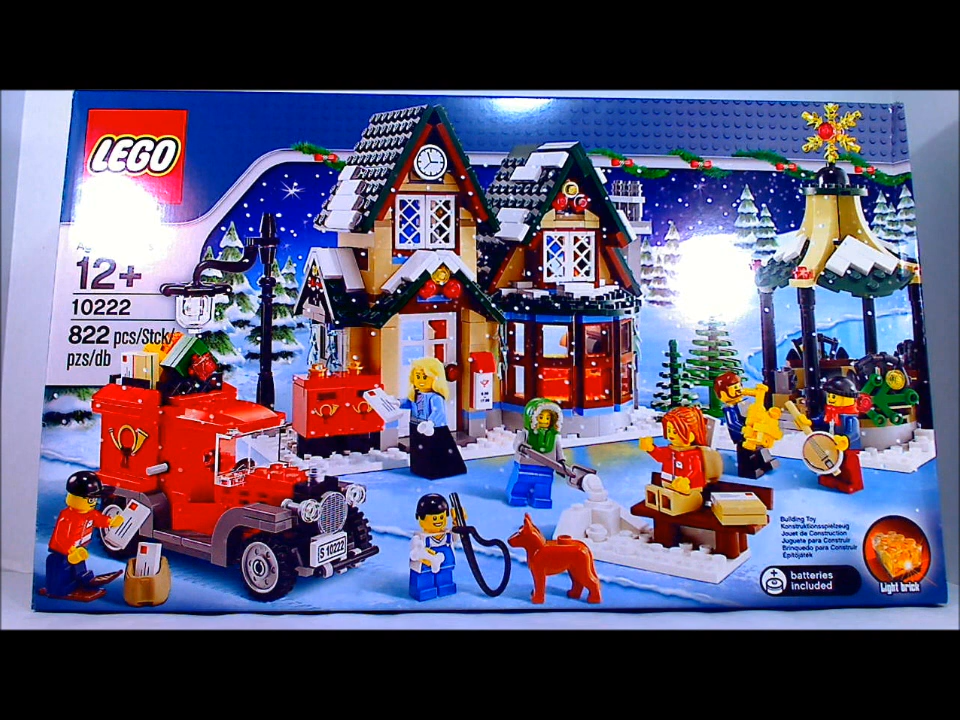 LEGO
12+
10222
822 pcs/Stck/
pzs/db
S 10222
Building Toy
Konstruktionsspielzeug
Jouet de Construction
Juguete para Construir
Brinquedo para Construir
Építőjáték
batteries
included
Light brick